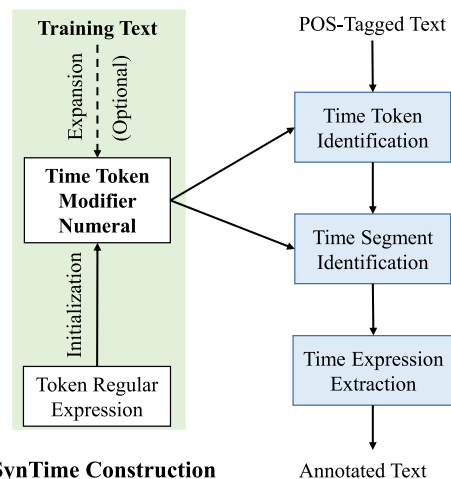 Training Text
Expansion
(Optional)
Time Token
Modifier
Numeral
Initialization
Token Regular
Expression
SynTime Construction
POS-Tagged Text
Time Token
Identification
Time Segment
Identification
Time Expression
Extraction
Annotated Text